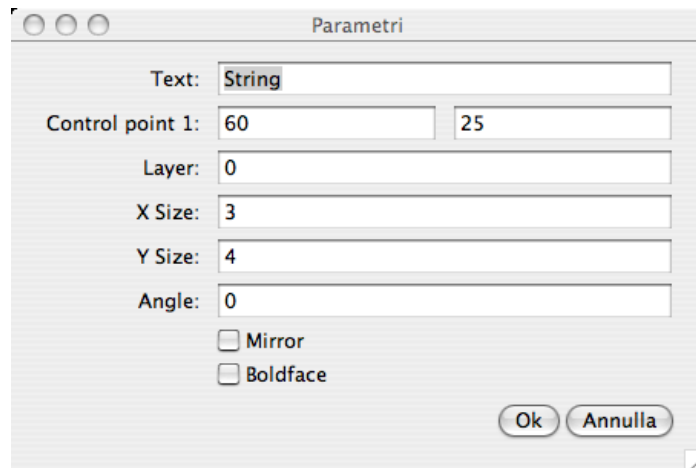 Parametri
Text: String
Control point 1: 60 25
Layer: 0
X Size: 3
Y Size: 4
Angle: 0
Mirror
Boldface
Ok Annulla